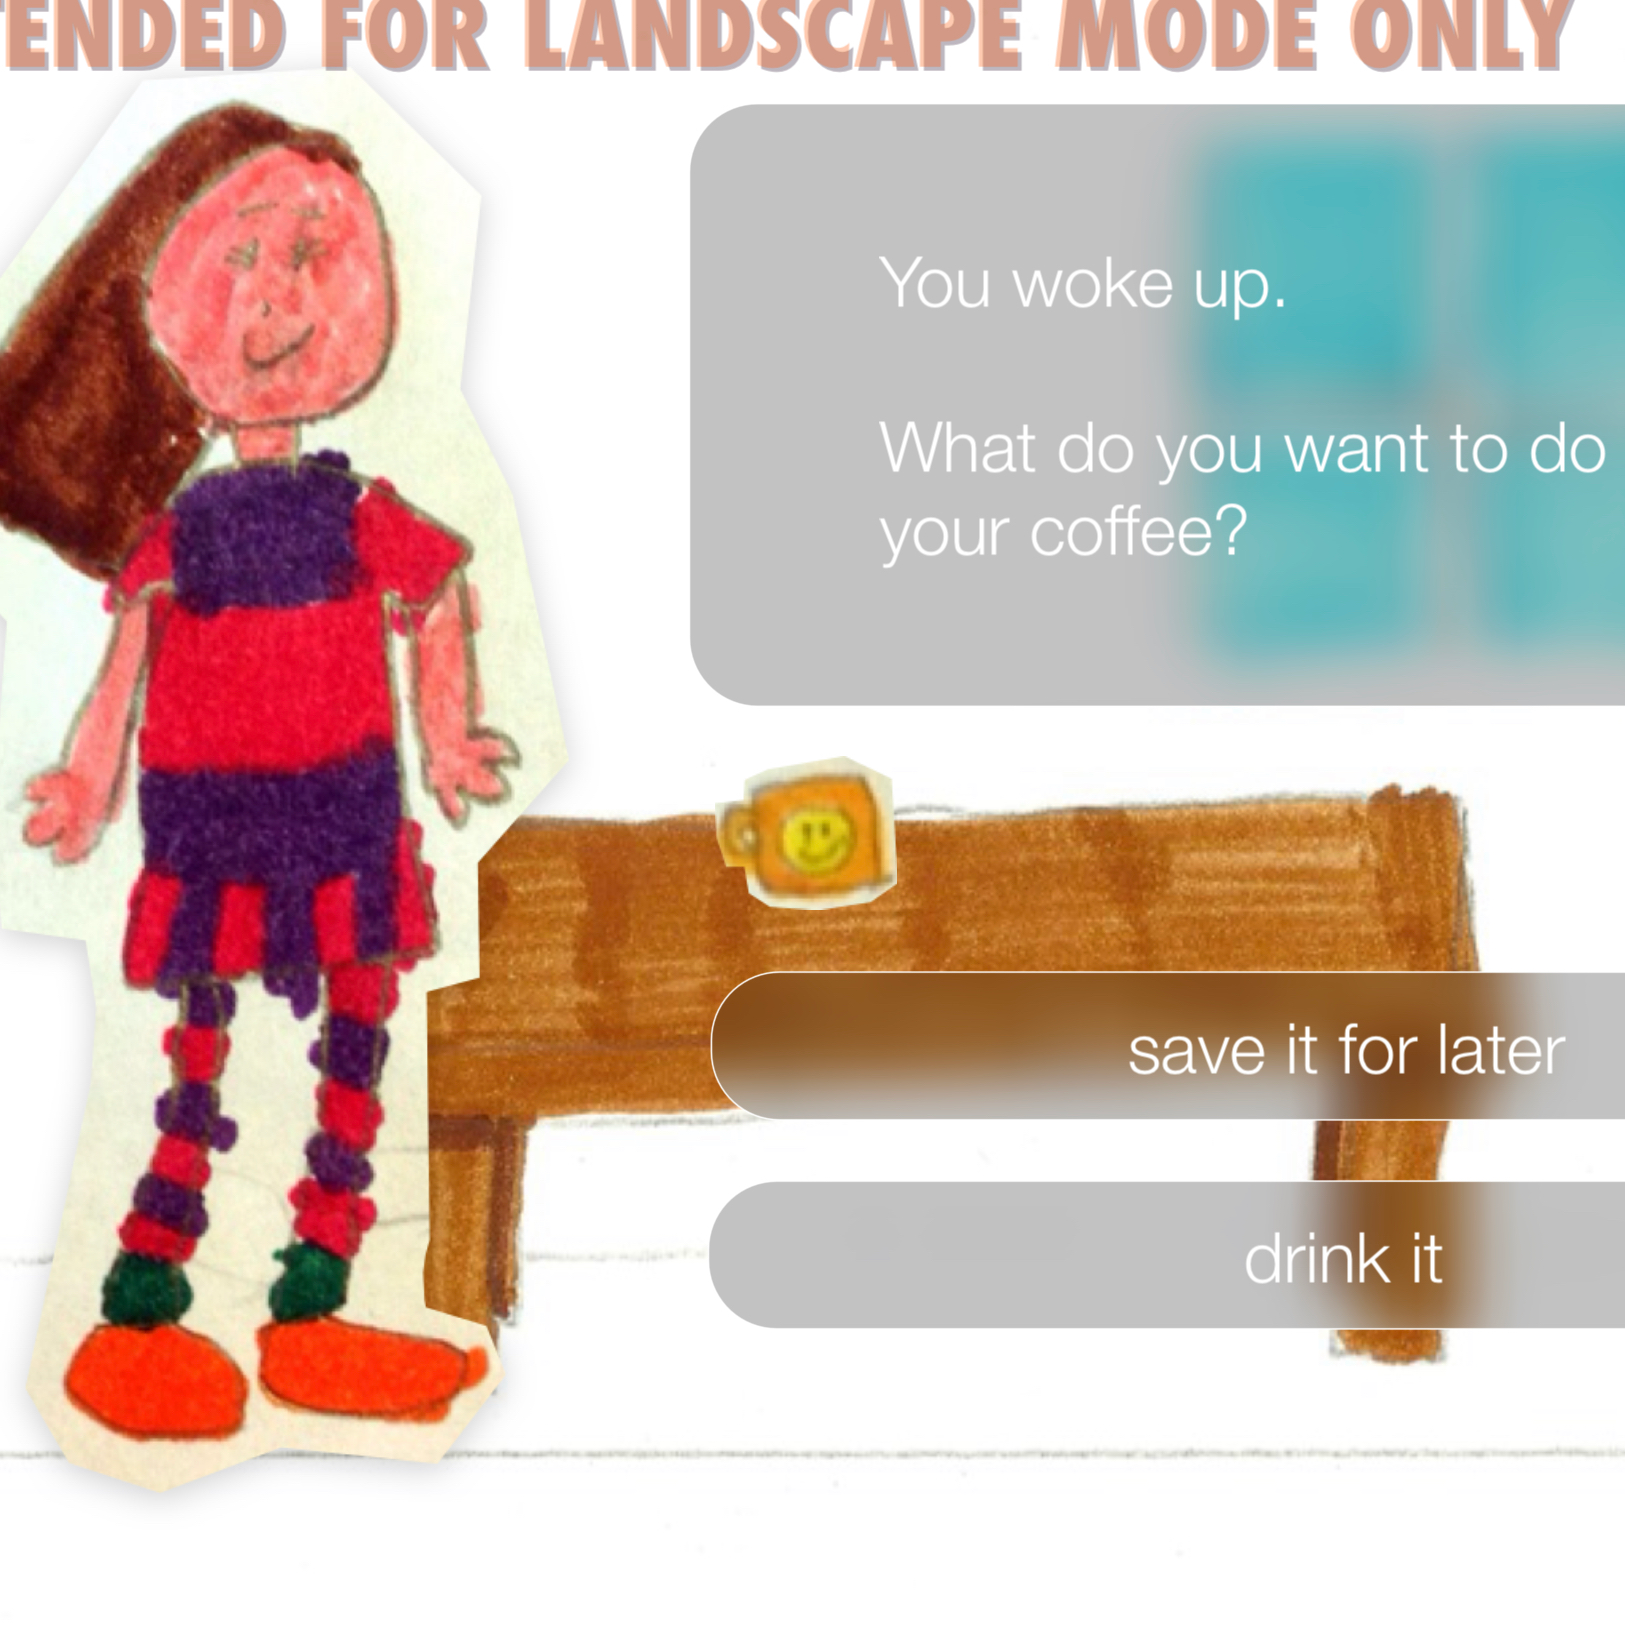 TENDED FOR LANDSCAPE MODE ONLY
You woke up.
What do you want to do
your coffee?
save it for later
drink it